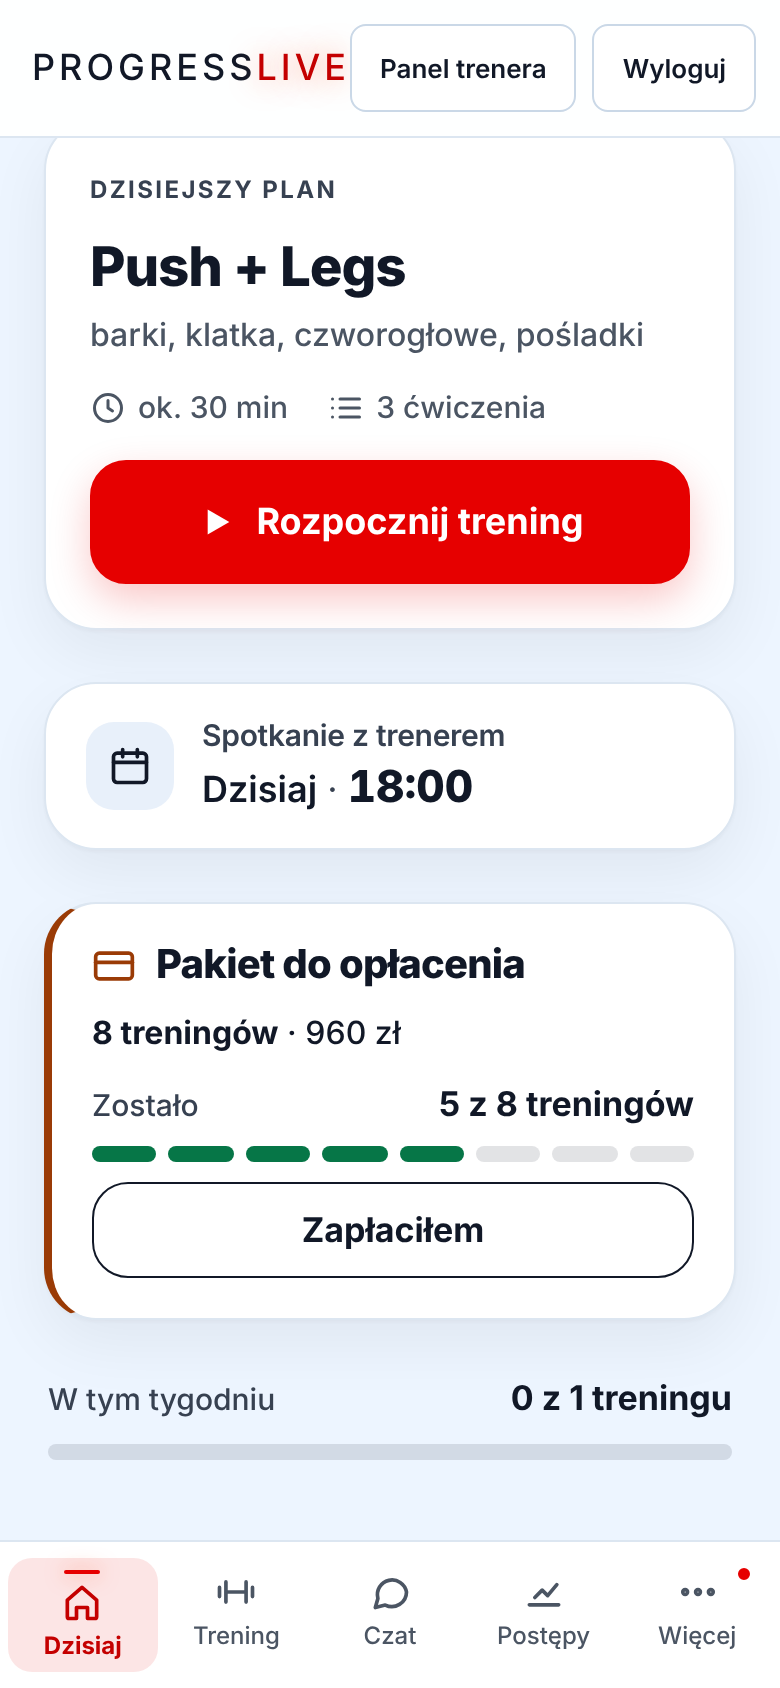 PROGRESSLIVE
Panel trenera
Wyloguj
DZISIEJSZY PLAN
Push + Legs
barki, klatka, czworogłowe, pośladki
ok. 30 min
3 ćwiczenia
Rozpocznij trening
Spotkanie z trenerem
Dzisiaj · 18:00
Pakiet do opłacenia
8 treningów · 960 zł
Zostało
5 z 8 treningów
Zapłaciłem
W tym tygodniu
0 z 1 treningu
Dzisiaj
Trening
Czat
Postępy
Więcej